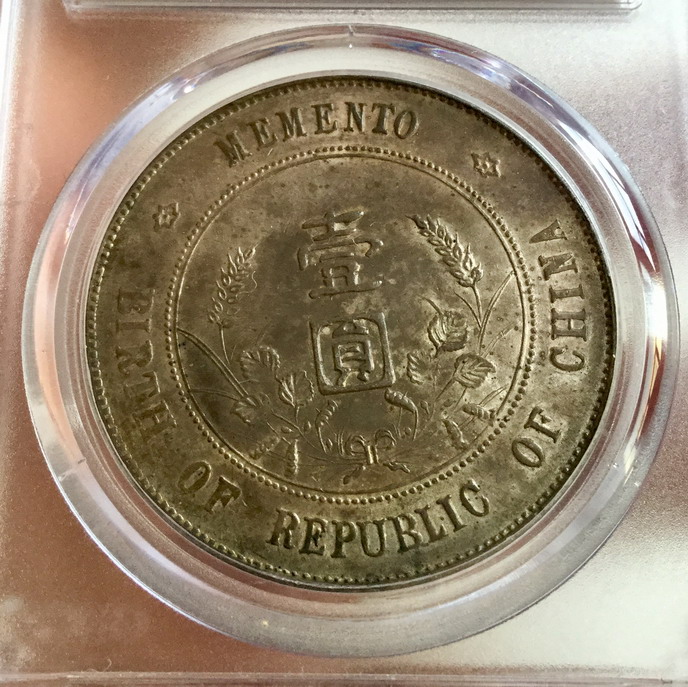 MEMENTO
壹
圓
BIRTH OF REPUBLIC OF CHINA